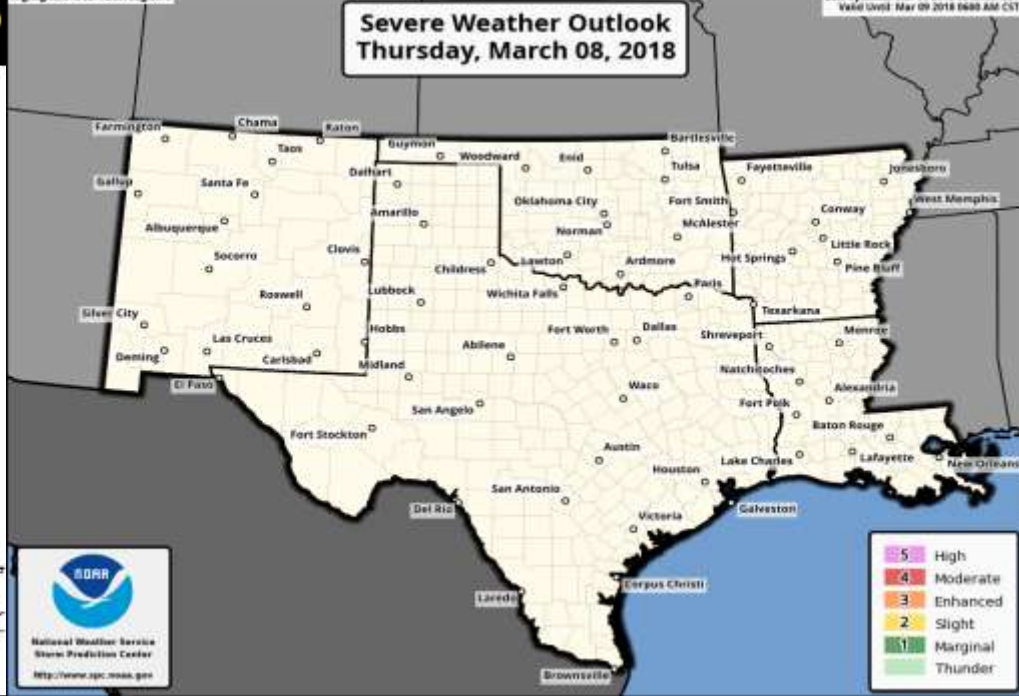 Valid Until: Mar 09 2018 0600 AM CST
Severe Weather Outlook
Thursday, March 08, 2018
Farmington
Chama
Raton
Guymon
Bartlesville
Taos
Woodward
Enid
Tulsa
Fayetteville
Jonesboro
Gallup
Santa Fe
Dalhart
Oklahoma City
Fort Smith
West Memphis
Albuquerque
Amarillo
Norman
McAlester
Conway
Socorro
Clovis
Childress
Lawton
Ardmore
Hot Springs
Little Rock
Pine Bluff
Roswell
Lubbock
Wichita Falls
Paris
Texarkana
Silver City
Las Cruces
Hobbs
Fort Worth
Dallas
Shreveport
Monroe
Deming
Carlsbad
Midland
Abilene
Natchitoches
El Paso
San Angelo
Waco
Fort Polk
Alexandria
Fort Stockton
Austin
Baton Rouge
Houston
Lake Charles
Lafayette
New Orleans
Del Rio
San Antonio
Victoria
Galveston
Laredo
Corpus Christi
Brownsville
NOAA
National Weather Service
Storm Prediction Center
http://www.spc.noaa.gov
5 High
4 Moderate
3 Enhanced
2 Slight
1 Marginal
Thunder